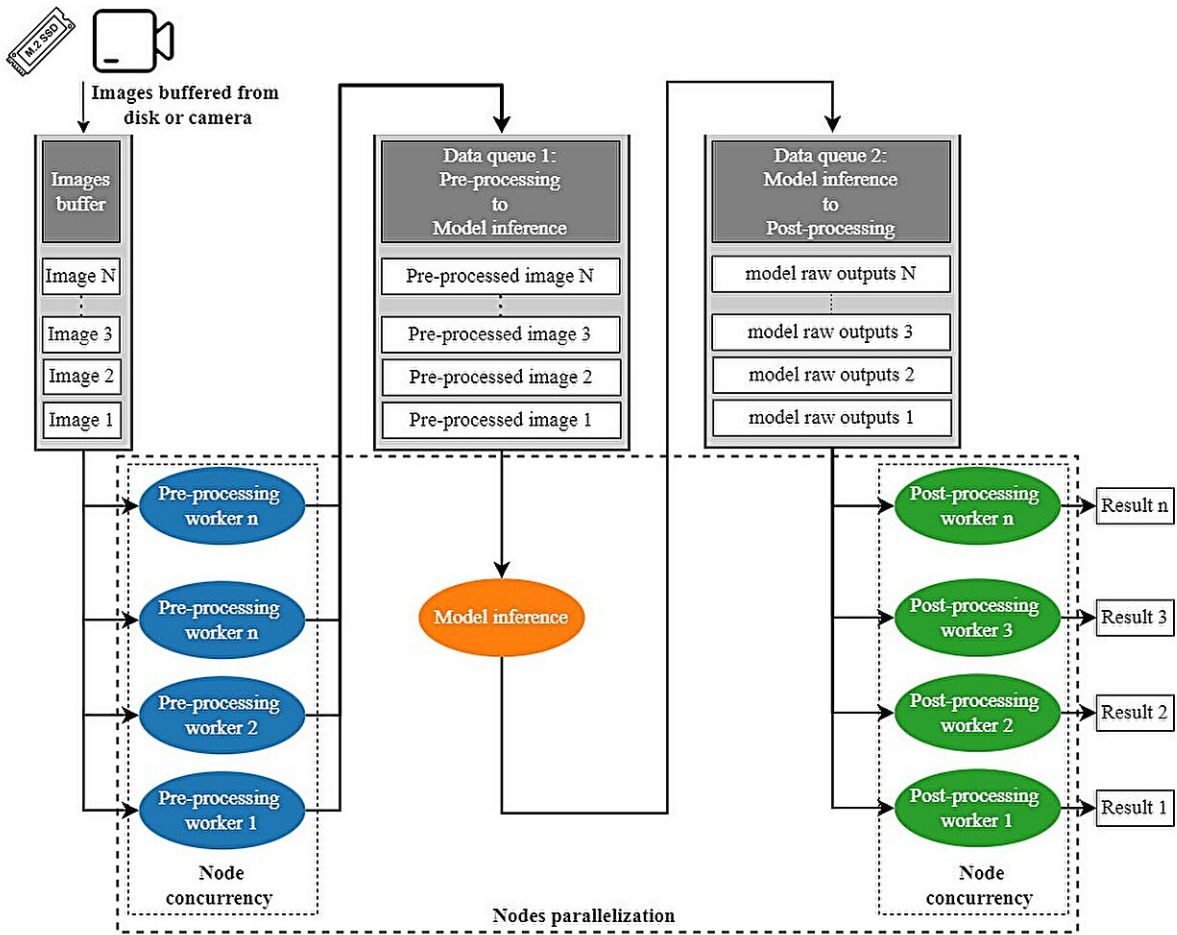 M.2 SSD
Images buffered from
disk or camera
Images
buffer
Image N
Image 3
Image 2
Image 1
Data queue 1:
Pre-processing
to
Model inference
Pre-processed image N
Pre-processed image 3
Pre-processed image 2
Pre-processed image 1
Data queue 2:
Model inference
to
Post-processing
model raw outputs N
model raw outputs 3
model raw outputs 2
model raw outputs 1
Pre-processing
worker n
Pre-processing
worker n
Pre-processing
worker 2
Pre-processing
worker 1
Node
concurrency
Model inference
Post-processing
worker n
Post-processing
worker 3
Post-processing
worker 2
Post-processing
worker 1
Node
concurrency
Result n
Result 3
Result 2
Result 1
Nodes parallelization